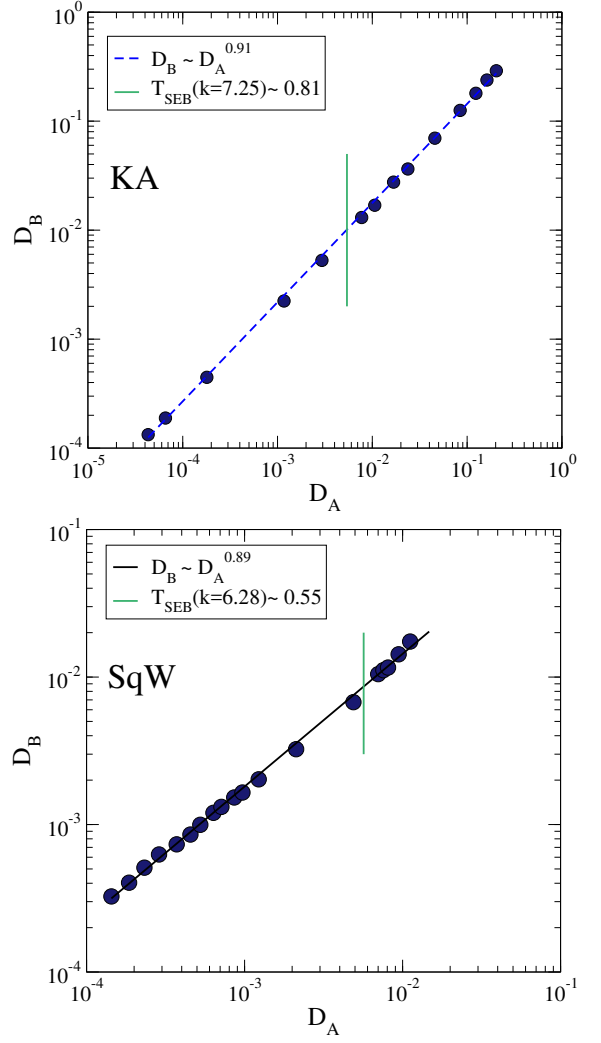 10^0
D_B ~ D_A^0.91
T_SEB(k=7.25)~ 0.81
10^-1
KA
D_B
10^-2
10^-3
10^-4
10^-5 10^-4 10^-3 10^-2 10^-1 10^0
D_A
10^-1
D_B ~ D_A^0.89
T_SEB(k=6.28)~ 0.55
SqW
10^-2
D_B
10^-3
10^-4
10^-4 10^-3 10^-2 10^-1
D_A